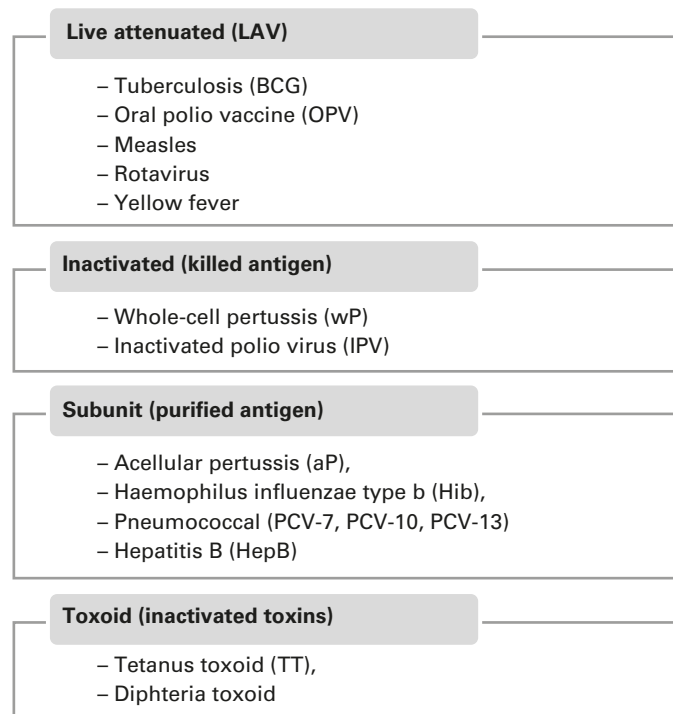 Live attenuated (LAV)
– Tuberculosis (BCG)
– Oral polio vaccine (OPV)
– Measles
– Rotavirus
– Yellow fever
Inactivated (killed antigen)
– Whole-cell pertussis (wP)
– Inactivated polio virus (IPV)
Subunit (purified antigen)
– Acellular pertussis (aP),
– Haemophilus influenzae type b (Hib),
– Pneumococcal (PCV-7, PCV-10, PCV-13)
– Hepatitis B (HepB)
Toxoid (inactivated toxins)
– Tetanus toxoid (TT),
– Diphteria toxoid